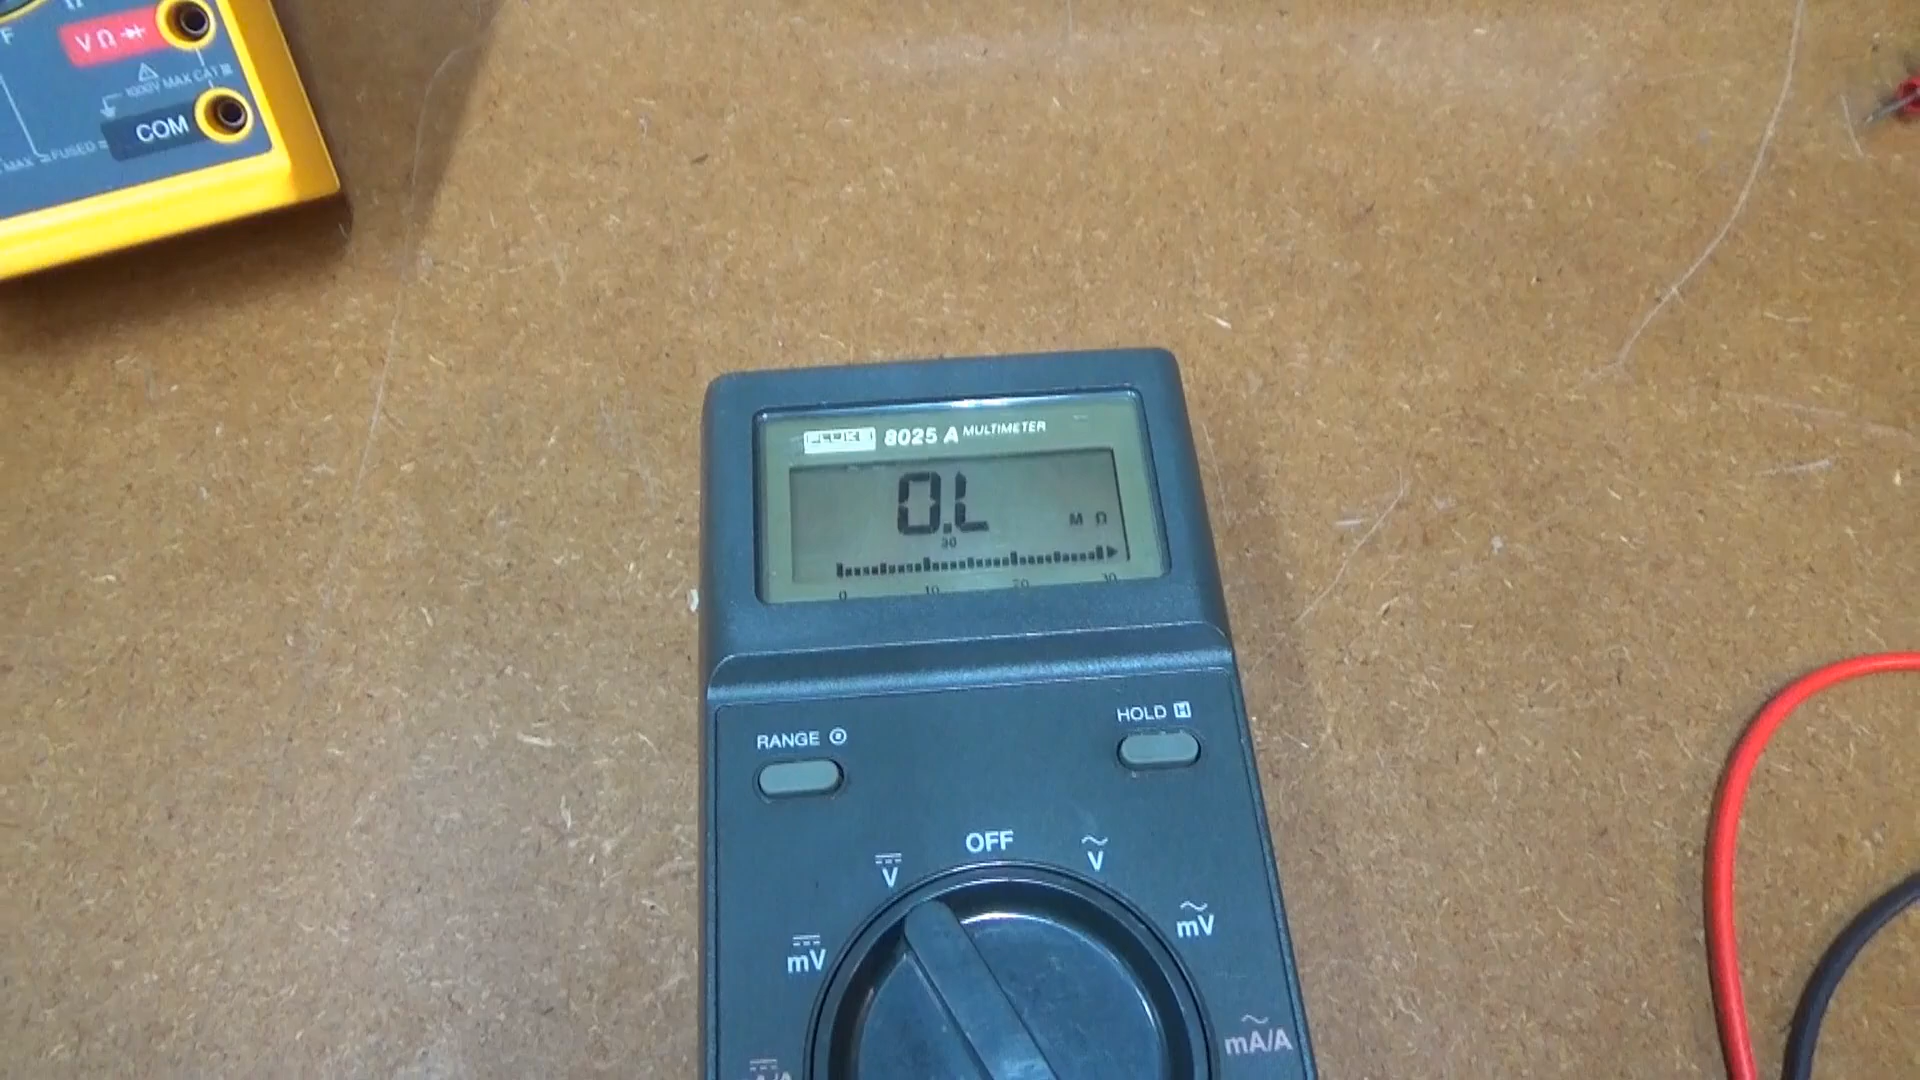 F
Ω
VΩ
1000V MAX CAT III
COM
MAX
FUSED
FLUKE 8025 A MULTIMETER
0.L
M Ω
30
0 10 20 30
RANGE
HOLD H
OFF
V
V
mV
mV
mA/A